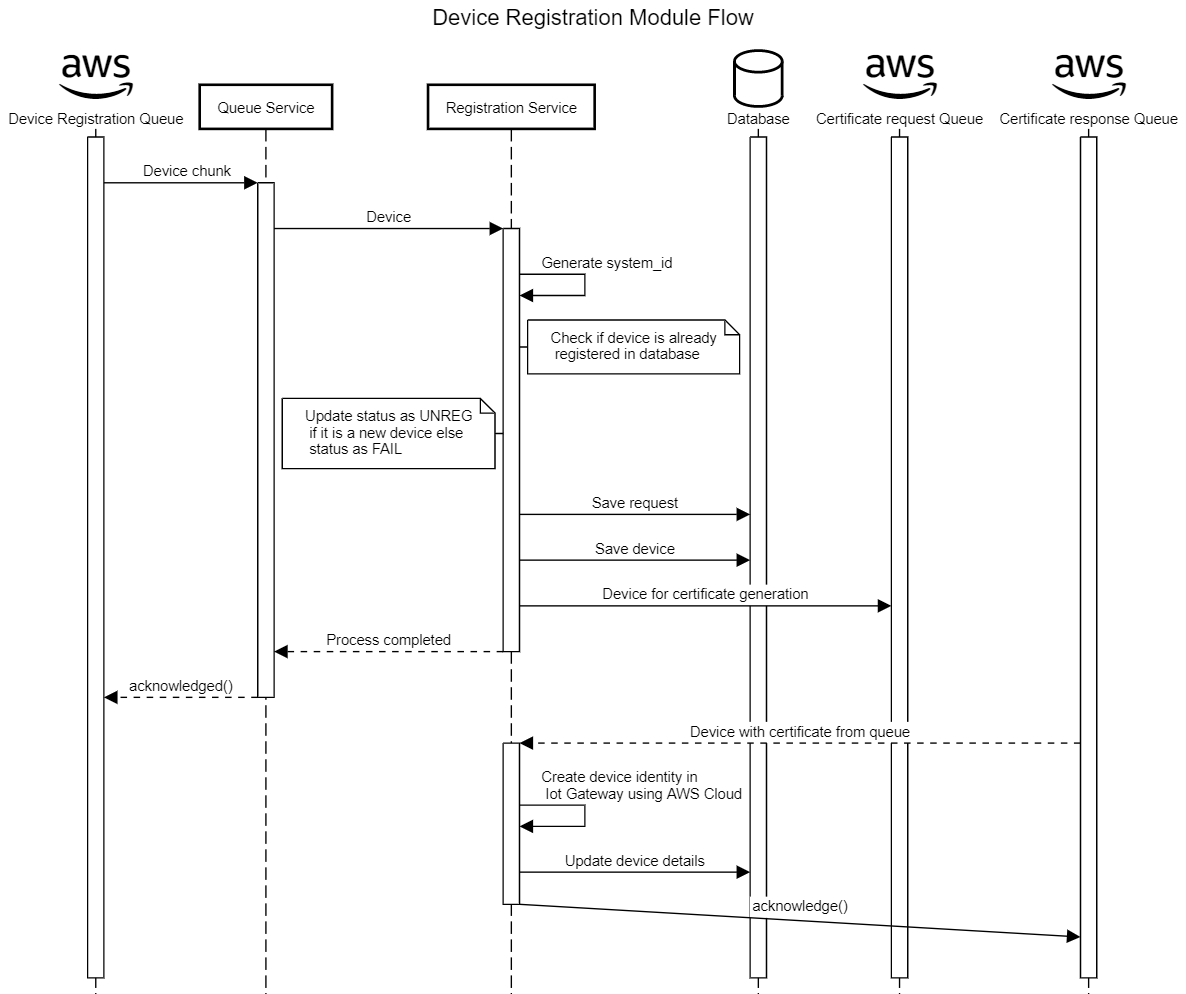 Device Registration Module Flow
aws
aws
aws
Device Registration Queue
Queue Service
Registration Service
Database
Certificate request Queue
Certificate response Queue
Device chunk
Device
Generate system_id
Check if device is already
registered in database
Update status as UNREG
if it is a new device else
status as FAIL
Save request
Save device
Device for certificate generation
Process completed
acknowledged()
Device with certificate from queue
Create device identity in
Iot Gateway using AWS Cloud
Update device details
acknowledge()